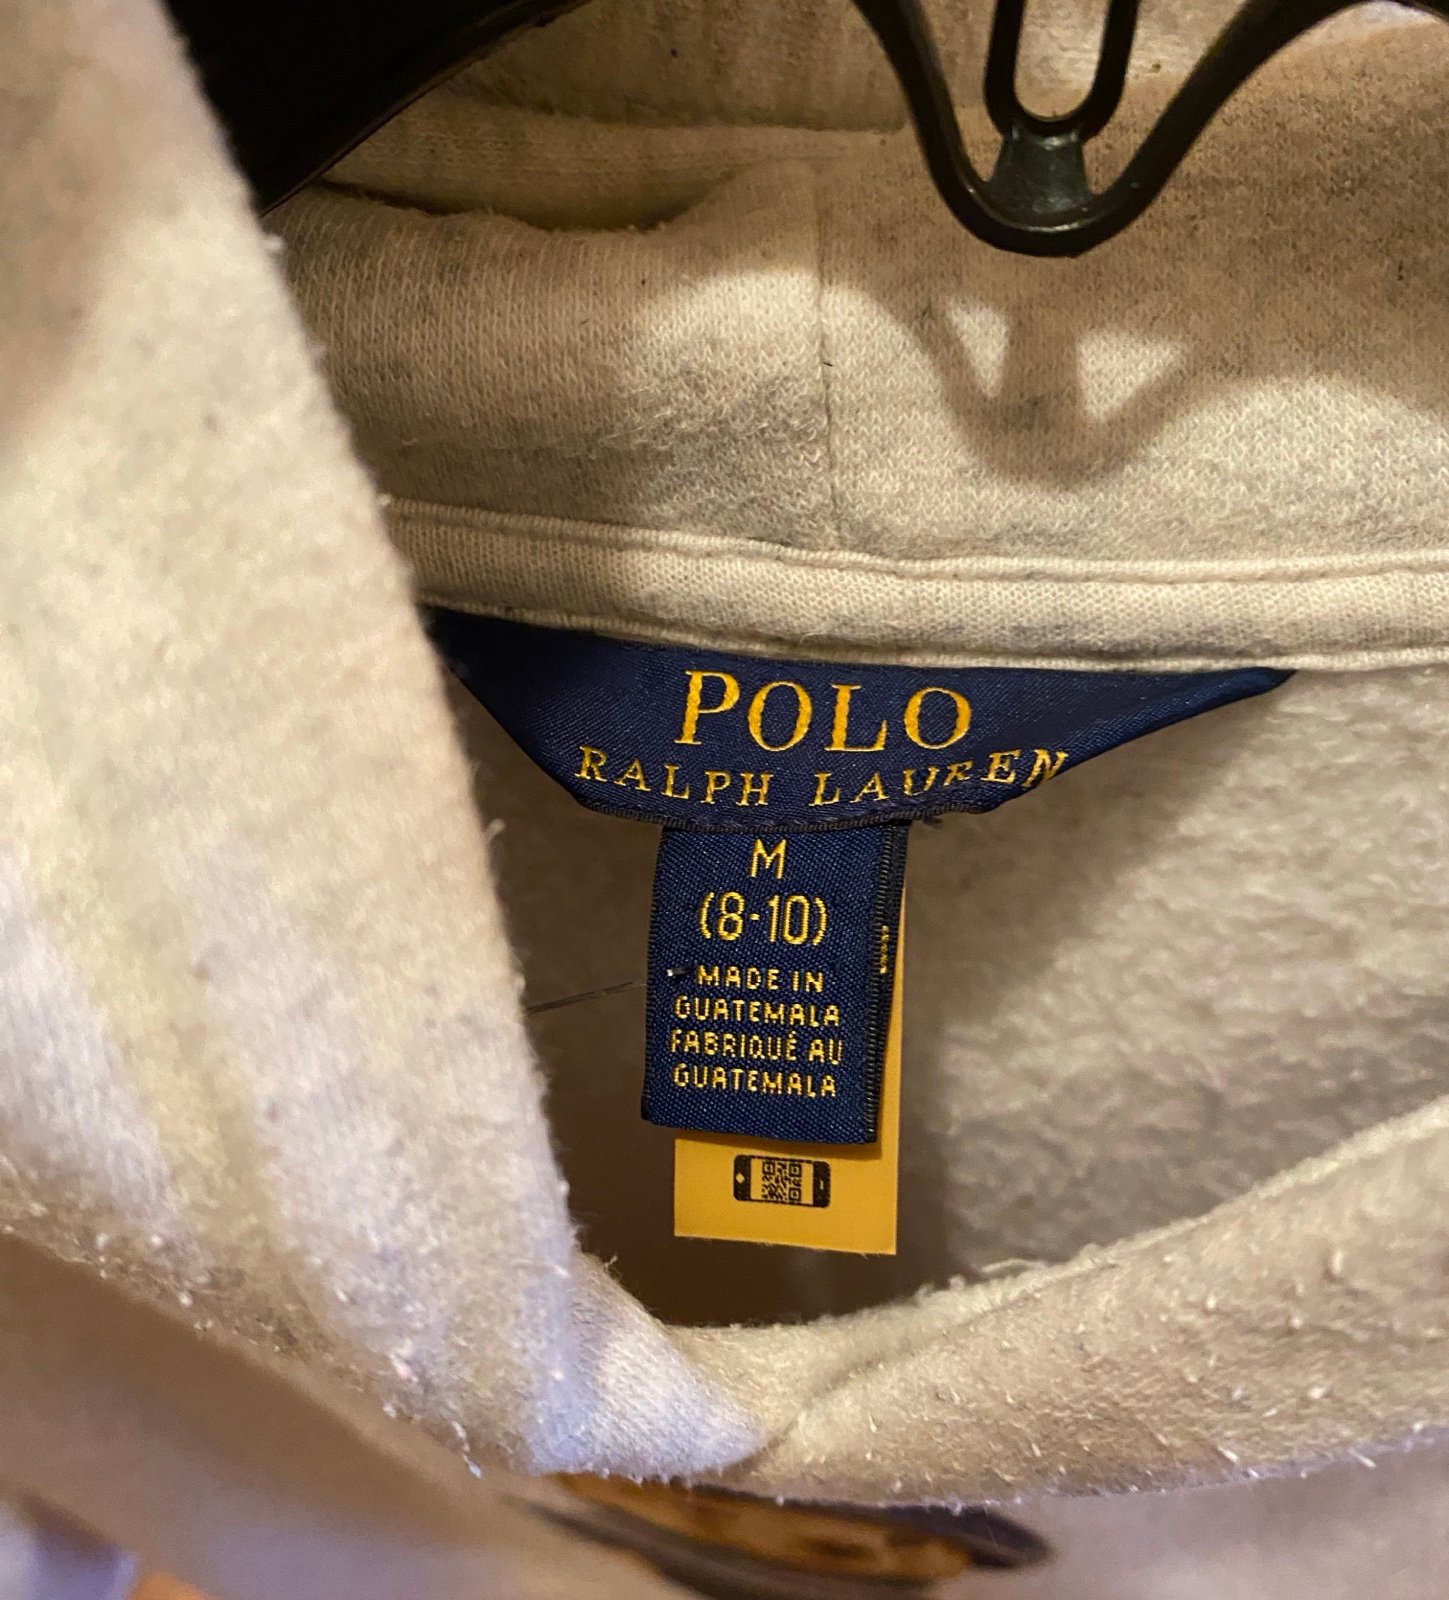 POLO
RALPH LAUREN
M
(8-10)
MADE IN
GUATEMALA
FABRIQUÉ AU
GUATEMALA